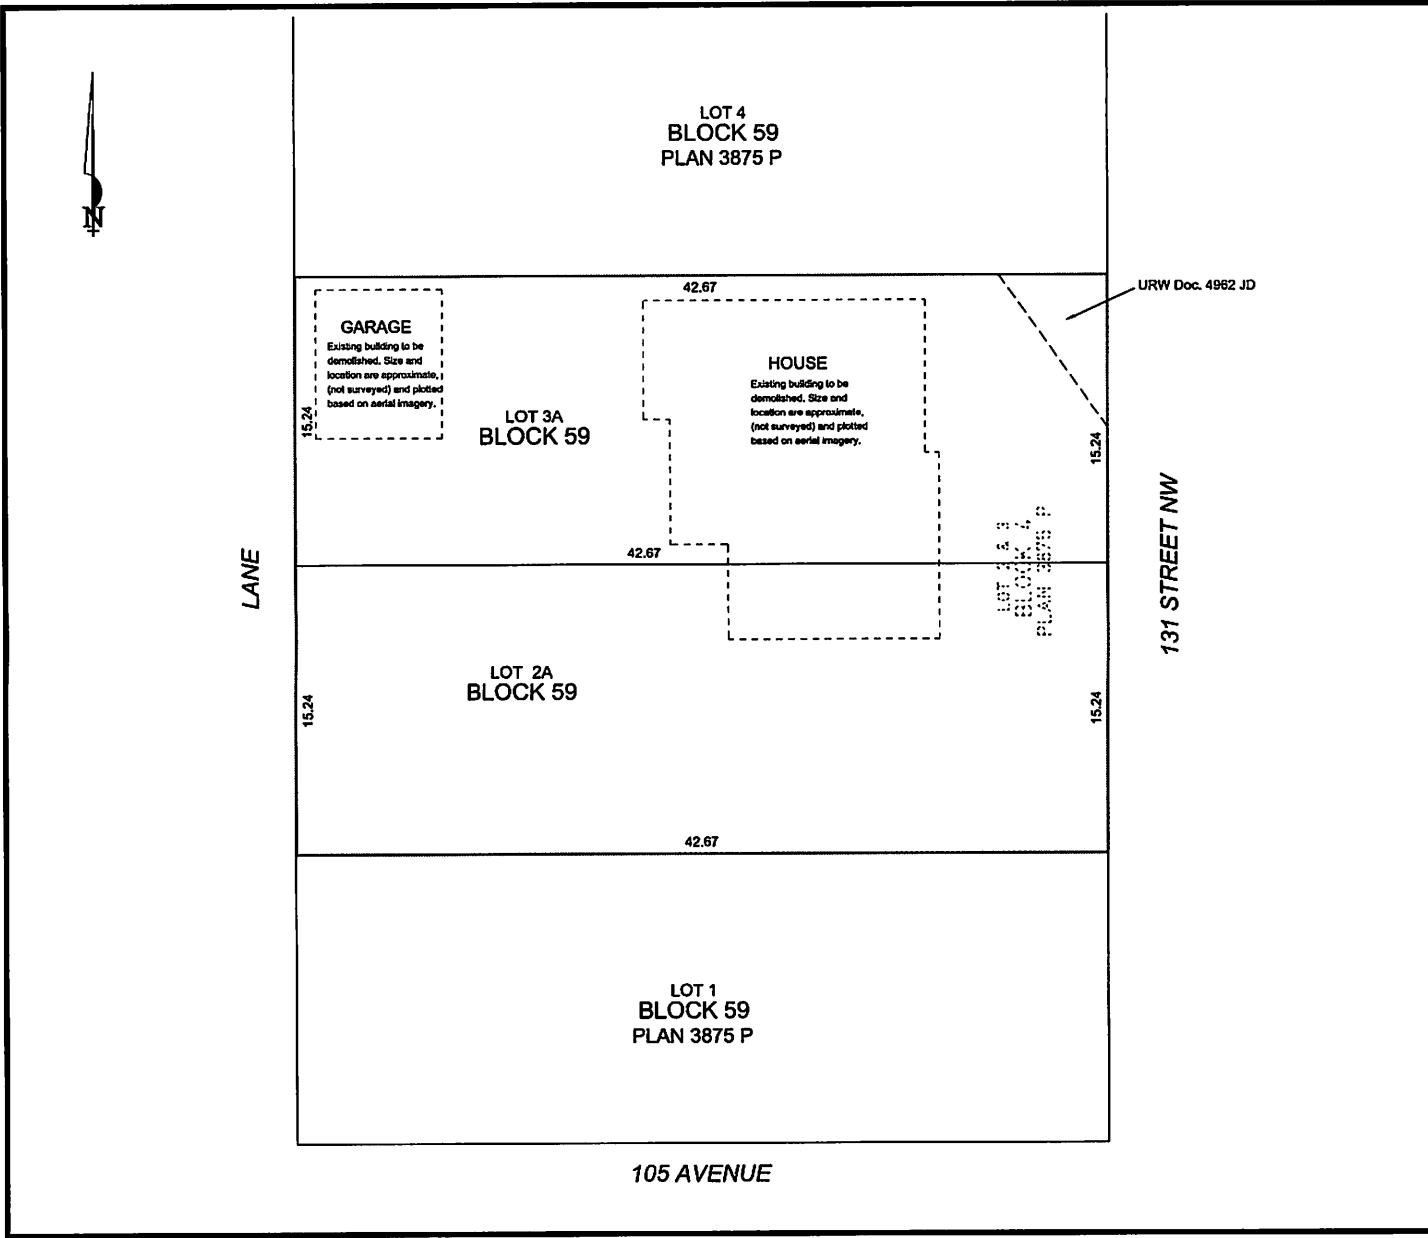 N
LOT 4
BLOCK 59
PLAN 3875 P
42.67
URW Doc. 4962 JD
GARAGE
Existing building to be
demolished. Size and
location are approximate,
(not surveyed) and plotted
based on aerial imagery.
15.24
HOUSE
Existing building to be
demolished. Size and
location are approximate,
(not surveyed) and plotted
based on aerial imagery.
LOT 3A
BLOCK 59
15.24
131 STREET NW
LANE
42.67
BLOCK
PLAN 3875 P
LOT 2A
BLOCK 59
15.24
15.24
42.67
LOT 1
BLOCK 59
PLAN 3875 P
105 AVENUE